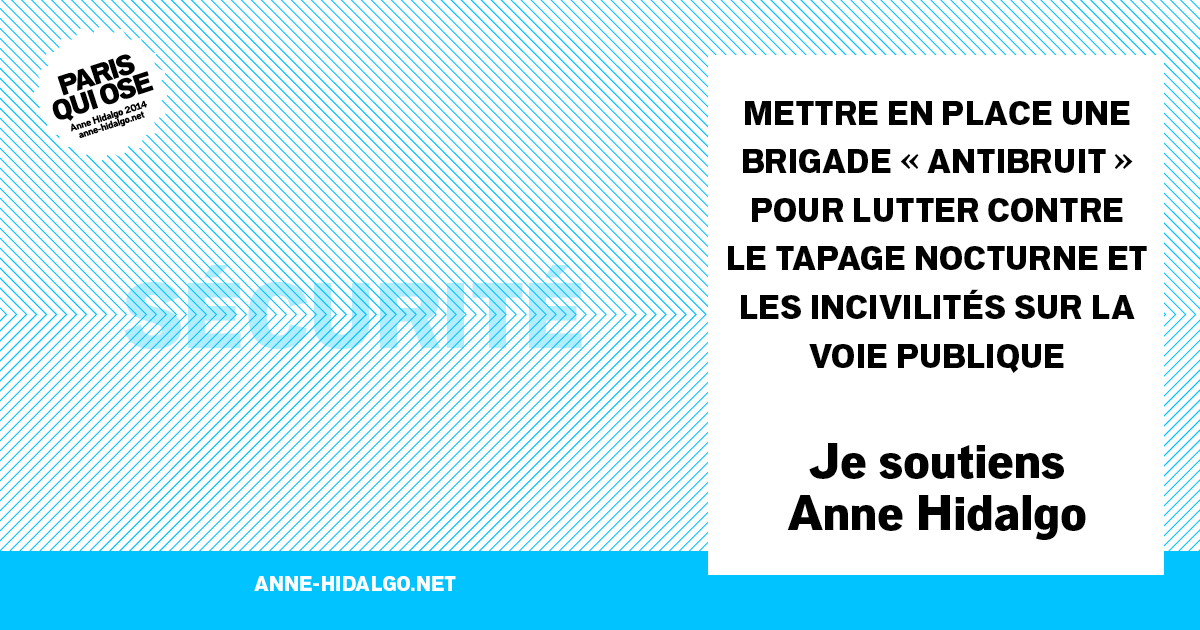 PARIS
QUI OSE
Anne Hidalgo 2014
anne-hidalgo.net
SÉCURITÉ
METTRE EN PLACE UNE
BRIGADE « ANTIBRUIT »
POUR LUTTER CONTRE
LE TAPAGE NOCTURNE ET
LES INCIVILITÉS SUR LA
VOIE PUBLIQUE
Je soutiens
Anne Hidalgo
ANNE-HIDALGO.NET